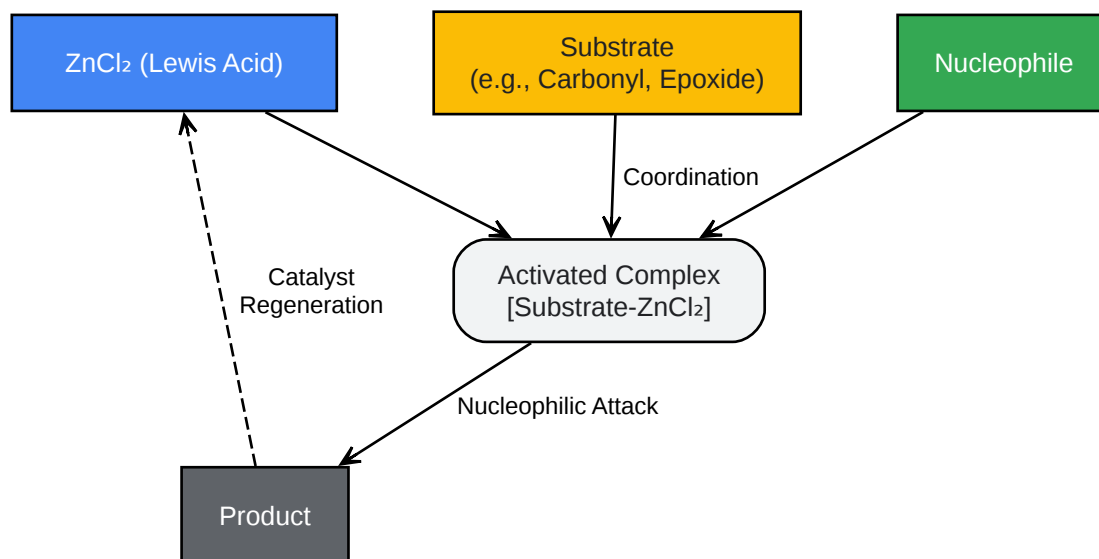 ZnCl₂ (Lewis Acid)
Substrate
(e.g., Carbonyl, Epoxide)
Nucleophile
Coordination
Activated Complex
[Substrate-ZnCl₂]
Catalyst
Regeneration
Nucleophilic Attack
Product